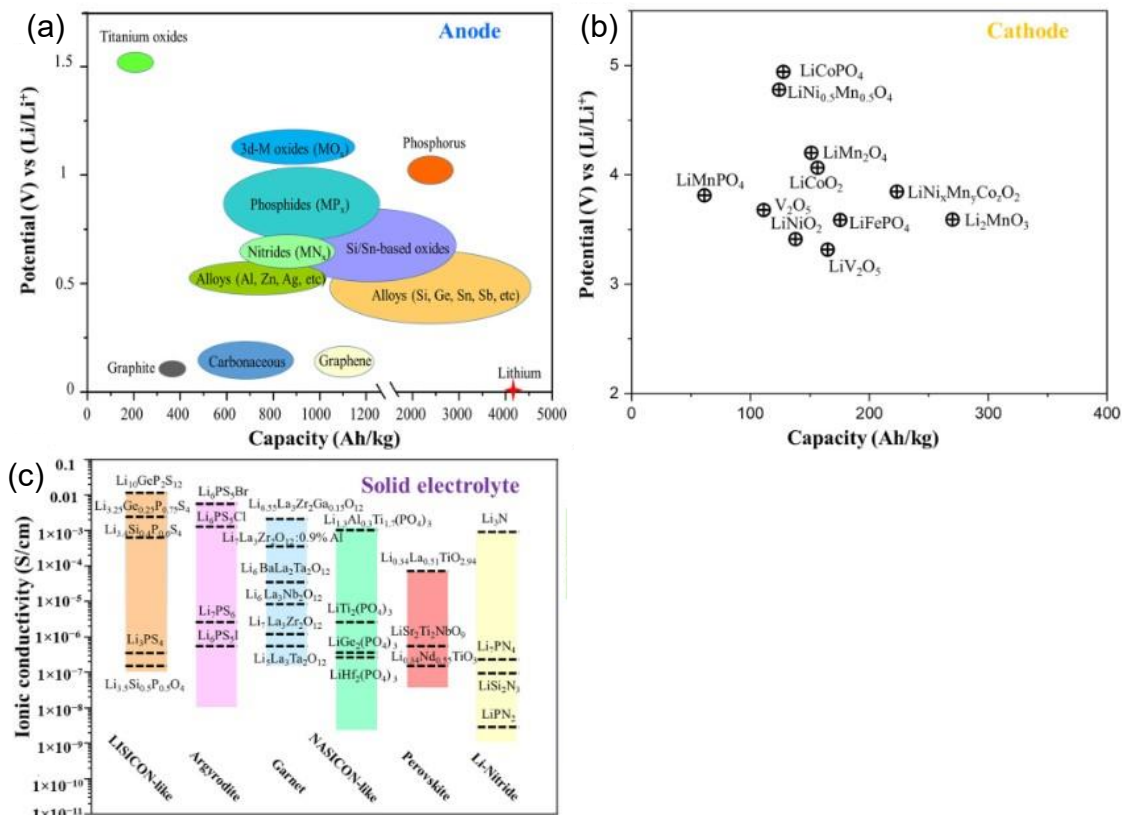 (a)
Anode
Titanium oxides
3d-M oxides (MOₓ)
Phosphorus
Phosphides (MPₓ)
Nitrides (MNₓ)
Si/Sn-based oxides
Alloys (Al, Zn, Ag, etc)
Alloys (Si, Ge, Sn, Sb, etc)
Graphite
Carbonaceous
Graphene
Lithium
Potential (V) vs (Li/Li⁺)
1.5
1
0.5
0
0 200 400 600 800 1000 1200 2000 3000 4000 5000
Capacity (Ah/kg)
(b)
Cathode
LiCoPO₄
LiNi₀.₅Mn₀.₅O₄
LiMn₂O₄
LiCoO₂
LiMnPO₄
LiNiₓMnᵧCo_zO₂
V₂O₅
LiNiO₂
LiFePO₄
Li₂MnO₃
LiV₂O₅
Potential (V) vs (Li/Li⁺)
5
4
3
2
0 100 200 300 400
Capacity (Ah/kg)
(c)
Solid electrolyte
Ionic conductivity (S/cm)
0.1
0.01
1×10⁻³
1×10⁻⁴
1×10⁻⁵
1×10⁻⁶
1×10⁻⁷
1×10⁻⁸
1×10⁻⁹
1×10⁻¹⁰
1×10⁻¹¹
Li₁₀GeP₂S₁₂
Li₃.₂₅Ge₀.₂₅P₀.₇₅S₄
Li₃.₄Si₀.₄P₀.₆S₄
Li₃PS₄
Li₃.₅Si₀.₅P₀.₅O₄
Li₆PS₅Br
Li₆PS₅Cl
Li₇PS₆
Li₆PS₅I
Li₆.₅₅La₃Zr₂Ga₀.₁₅O₁₂
Li₇La₃Zr₂O₁₂:0.9% Al
Li₆BaLa₂Ta₂O₁₂
Li₆La₃Nb₂O₁₂
Li₇La₃Zr₂O₁₂
Li₅La₃Ta₂O₁₂
Li₁.₃Al₀.₃Ti₁.₇(PO₄)₃
LiTi₂(PO₄)₃
LiGe₂(PO₄)₃
LiHf₂(PO₄)₃
Li₀.₃₄La₀.₅₁TiO₂.₉₄
LiSr₂Ti₂NbO₉
Li₀.₃₄Nd₀.₅₅TiO₃
Li₃N
Li₇PN₄
LiSi₂N₃
LiPN₂
LISICON-like
Argyrodite
Garnet
NASICON-like
Perovskite
Li-Nitride